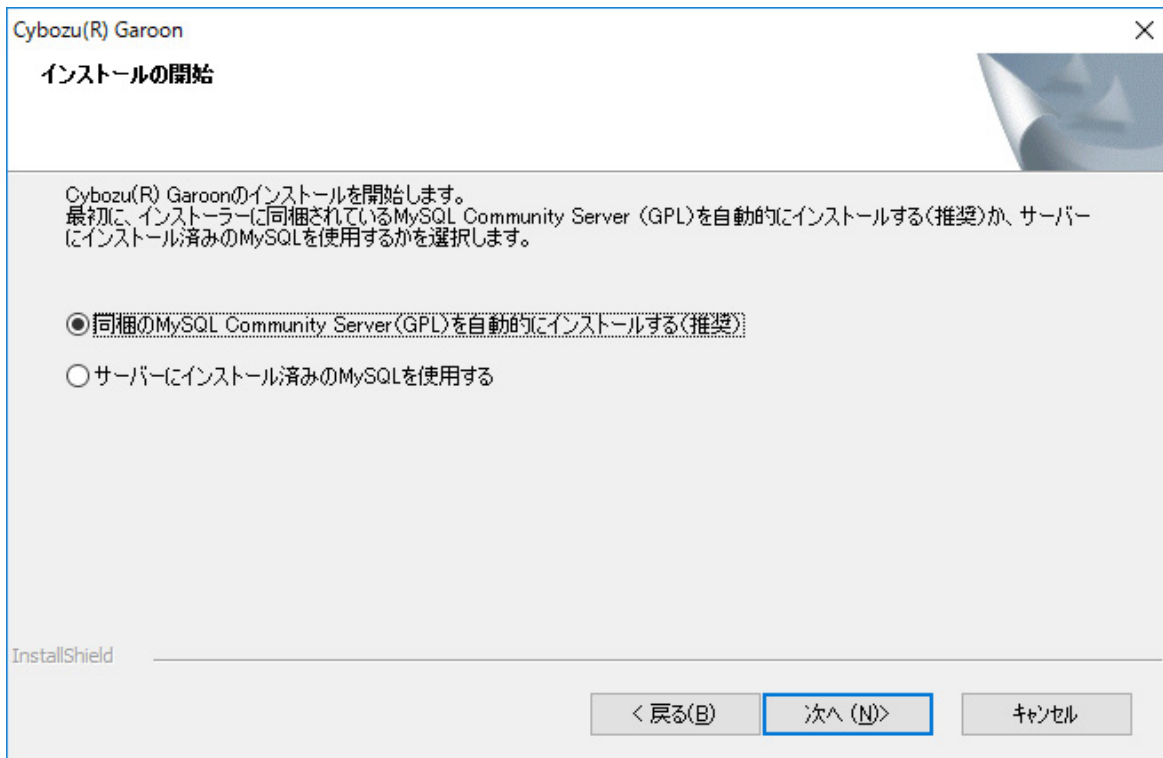 Cybozu(R) Garoon
インストールの開始
Cybozu(R) Garoonのインストールを開始します。
最初に、インストーラーに同梱されているMySQL Community Server (GPL)を自動的にインストールする(推奨)か、サーバー
にインストール済みのMySQLを使用するかを選択します。
同梱のMySQL Community Server(GPL)を自動的にインストールする(推奨)
サーバーにインストール済みのMySQLを使用する
InstallShield
< 戻る(B)
次へ (N)>
キャンセル